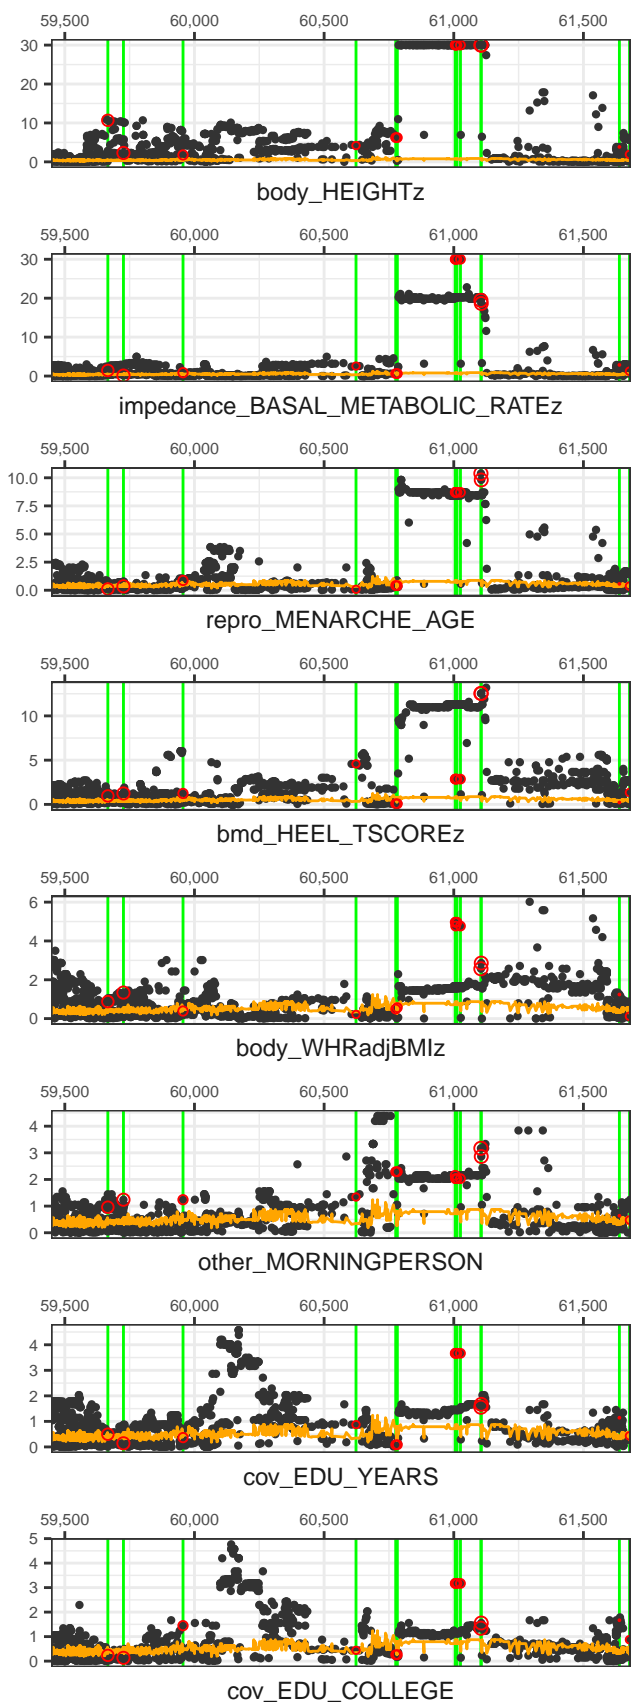 59,500 60,000 60,500 61,000 61,500
30
20
10
0
body_HEIGHTz
59,500 60,000 60,500 61,000 61,500
30
20
10
0
impedance_BASAL_METABOLIC_RATEz
59,500 60,000 60,500 61,000 61,500
10.0
7.5
5.0
2.5
0.0
repro_MENARCHE_AGE
59,500 60,000 60,500 61,000 61,500
10
5
0
bmd_HEEL_TSCOREz
59,500 60,000 60,500 61,000 61,500
6
4
2
0
body_WHRadjBMIz
59,500 60,000 60,500 61,000 61,500
4
3
2
1
0
other_MORNINGPERSON
59,500 60,000 60,500 61,000 61,500
4
3
2
1
0
cov_EDU_YEARS
59,500 60,000 60,500 61,000 61,500
5
4
3
2
1
0
cov_EDU_COLLEGE